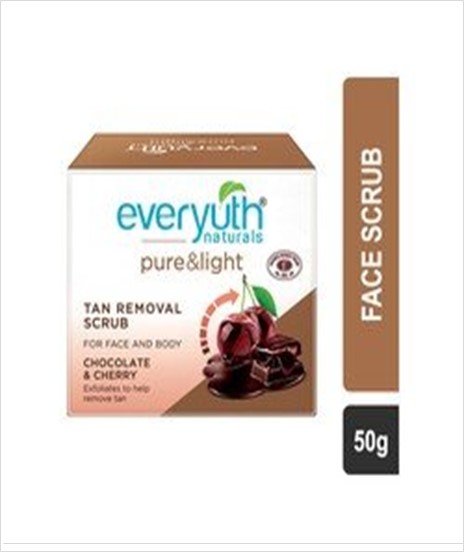 everyuth®
naturals
pure&light
TAN REMOVAL
SCRUB
FOR FACE AND BODY
CHOCOLATE
& CHERRY
Exfoliates to help
remove tan
FACE SCRUB
50g